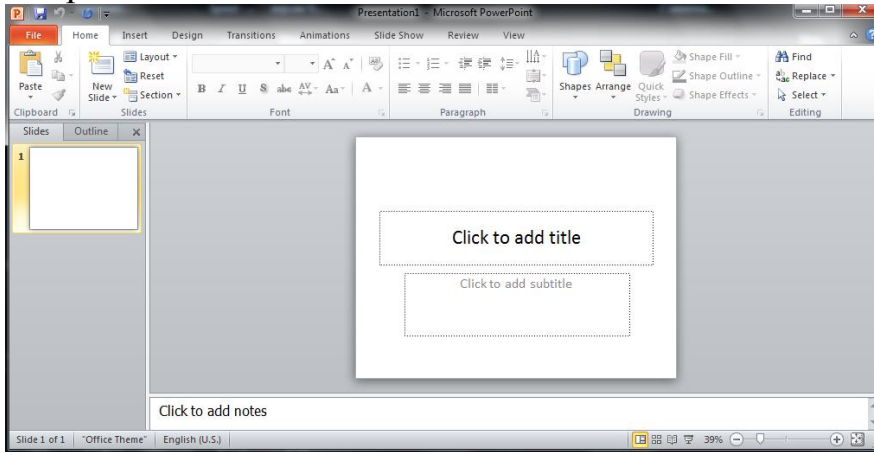 Presentation1 - Microsoft PowerPoint
File Home Insert Design Transitions Animations Slide Show Review View
Paste
New Slide
Layout
Reset
Section
B I U S abc AV Aa A
A A
Shapes Arrange Quick Styles
Shape Fill
Shape Outline
Shape Effects
Find
Replace
Select
Clipboard Slides Font Paragraph Drawing Editing
Slides Outline
1
Click to add title
Click to add subtitle
Click to add notes
Slide 1 of 1 "Office Theme" English (U.S.) 39%